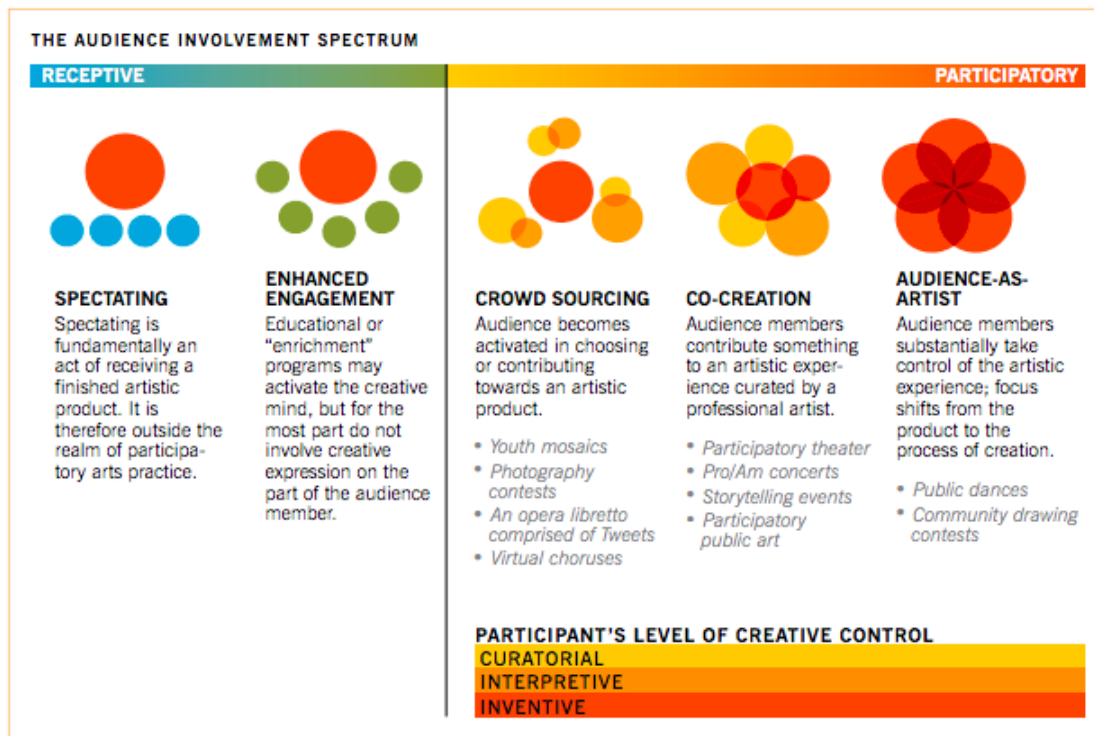 THE AUDIENCE INVOLVEMENT SPECTRUM
RECEPTIVE
PARTICIPATORY
SPECTATING
Spectating is
fundamentally an
act of receiving a
finished artistic
product. It is
therefore outside the
realm of participa-
tory arts practice.
ENHANCED
ENGAGEMENT
Educational or
“enrichment”
programs may
activate the creative
mind, but for the
most part do not
involve creative
expression on the
part of the audience
member.
CROWD SOURCING
Audience becomes
activated in choosing
or contributing
towards an artistic
product.
• Youth mosaics
• Photography
contests
• An opera libretto
comprised of Tweets
• Virtual choruses
CO-CREATION
Audience members
contribute something
to an artistic exper-
ience curated by a
professional artist.
• Participatory theater
• Pro/Am concerts
• Storytelling events
• Participatory
public art
AUDIENCE-AS-
ARTIST
Audience members
substantially take
control of the artistic
experience; focus
shifts from the
product to the
process of creation.
• Public dances
• Community drawing
contests
PARTICIPANT’S LEVEL OF CREATIVE CONTROL
CURATORIAL
INTERPRETIVE
INVENTIVE